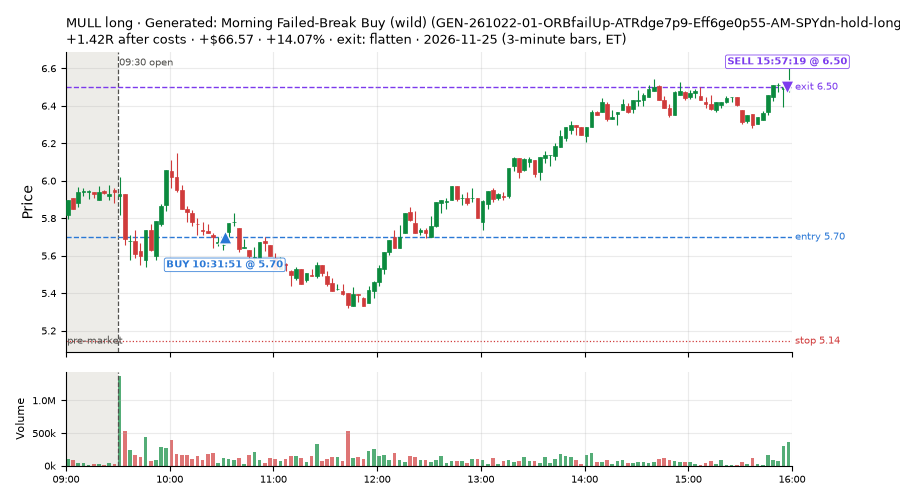 MULL long · Generated: Morning Failed-Break Buy (wild) (GEN-261022-01-ORBfailUp-ATRdge7p9-Eff6ge0p55-AM-SPYdn-hold-long
+1.42R after costs · +$66.57 · +14.07% · exit: flatten · 2026-11-25 (3-minute bars, ET)
SELL 15:57:19 @ 6.50
09:30 open
6.6
exit 6.50
6.4
6.2
6.0
Price
5.8
entry 5.70
5.6
BUY 10:31:51 @ 5.70
5.4
5.2
pre-market
stop 5.14
Volume
1.0M
500k
0k
09:00 10:00 11:00 12:00 13:00 14:00 15:00 16:00